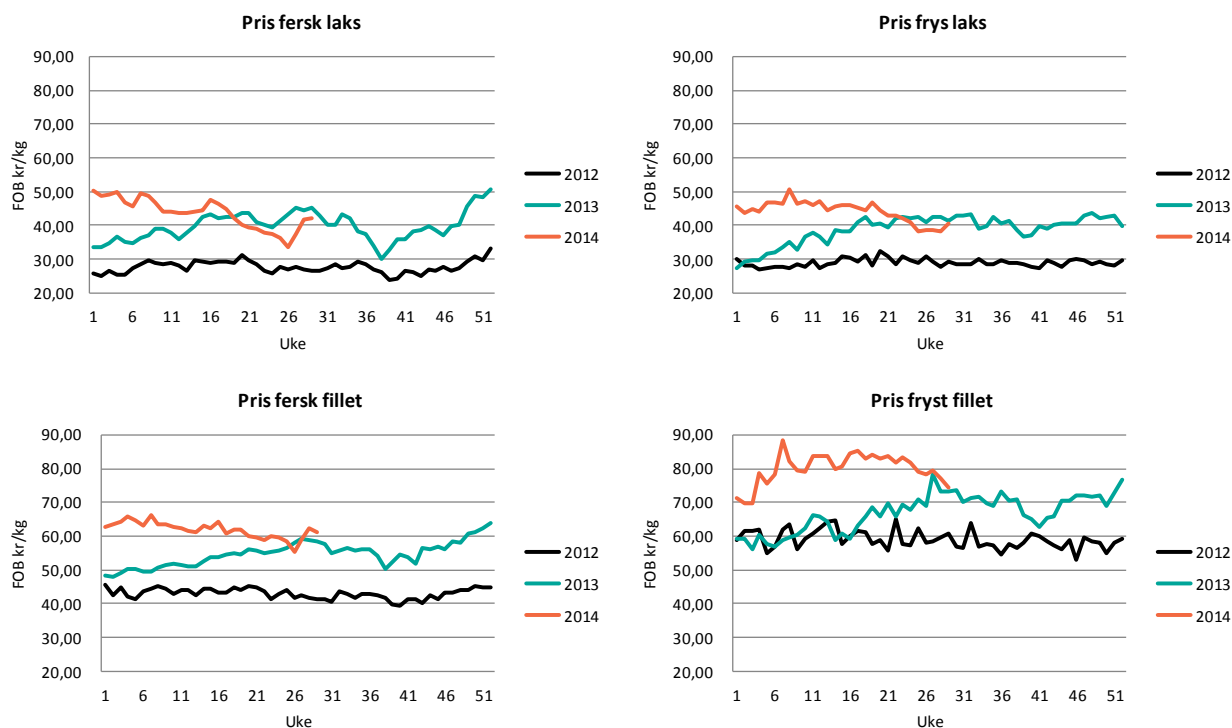 Pris fersk laks
90,00
80,00
70,00
60,00
50,00
40,00
30,00
20,00
FOB kr/kg
1 6 11 16 21 26 31 36 41 46 51
Uke
2012
2013
2014
Pris frys laks
90,00
80,00
70,00
60,00
50,00
40,00
30,00
20,00
FOB kr/kg
1 6 11 16 21 26 31 36 41 46 51
Uke
2012
2013
2014
Pris fersk fillet
90,00
80,00
70,00
60,00
50,00
40,00
30,00
20,00
FOB kr/kg
1 6 11 16 21 26 31 36 41 46 51
Uke
2012
2013
2014
Pris fryst fillet
90,00
80,00
70,00
60,00
50,00
40,00
30,00
20,00
FOB kr/kg
1 6 11 16 21 26 31 36 41 46 51
Uke
2012
2013
2014